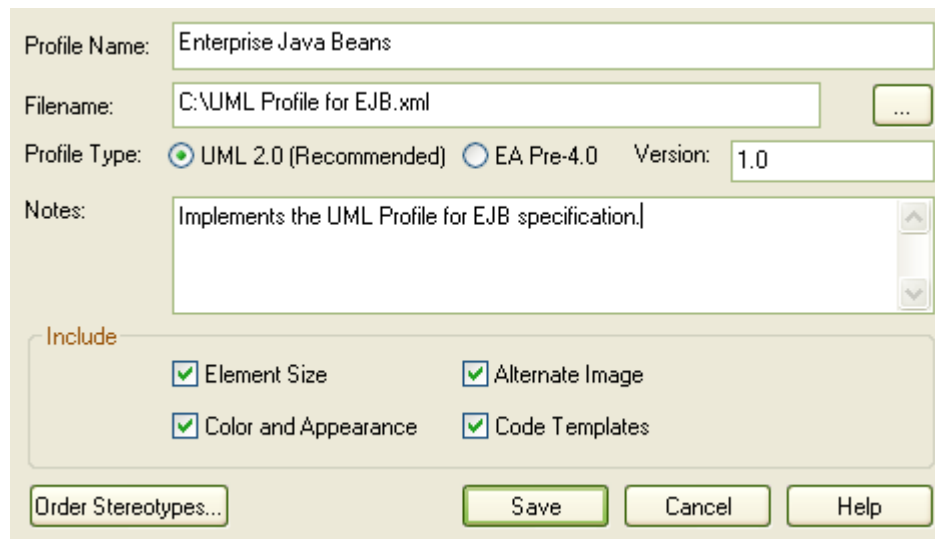 Profile Name: Enterprise Java Beans
Filename: C:\UML Profile for EJB.xml ...
Profile Type: UML 2.0 (Recommended) EA Pre-4.0 Version: 1.0
Notes: Implements the UML Profile for EJB specification.
Include
Element Size Alternate Image
Color and Appearance Code Templates
Order Stereotypes... Save Cancel Help